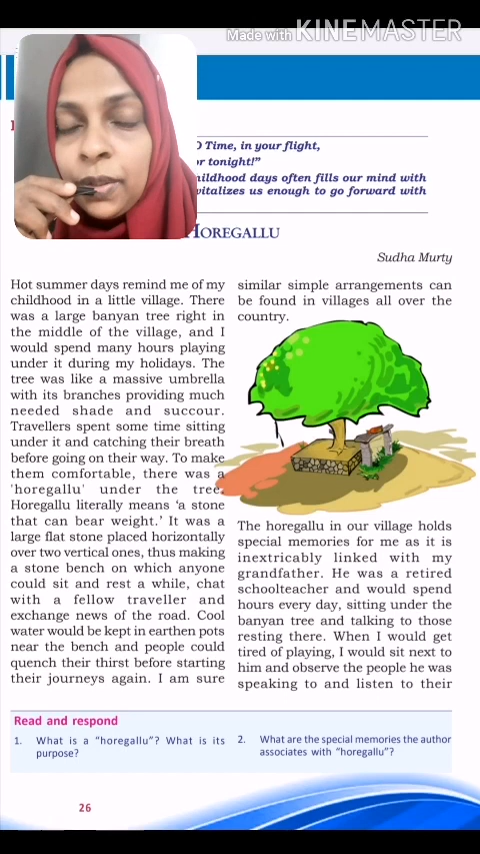 Made with KINEMASTER
O Time, in your flight,
or tonight!”
childhood days often fills our mind with
vitalizes us enough to go forward with
HOREGALLU
Sudha Murty
Hot summer days remind me of my
childhood in a little village. There
was a large banyan tree right in
the middle of the village, and I
would spend many hours playing
under it during my holidays. The
tree was like a massive umbrella
with its branches providing much
needed shade and succour.
Travellers spent some time sitting
under it and catching their breath
before going on their way. To make
them comfortable, there was a
'horegallu' under the tree.
Horegallu literally means ‘a stone
that can bear weight.’ It was a
large flat stone placed horizontally
over two vertical ones, thus making
a stone bench on which anyone
could sit and rest a while, chat
with a fellow traveller and
exchange news of the road. Cool
water would be kept in earthen pots
near the bench and people could
quench their thirst before starting
their journeys again. I am sure
similar simple arrangements can
be found in villages all over the
country.
The horegallu in our village holds
special memories for me as it is
inextricably linked with my
grandfather. He was a retired
schoolteacher and would spend
hours every day, sitting under the
banyan tree and talking to those
resting there. When I would get
tired of playing, I would sit next to
him and observe the people he was
speaking to and listen to their
Read and respond
1. What is a “horegallu”? What is its
purpose?
2. What are the special memories the author
associates with “horegallu”?
26